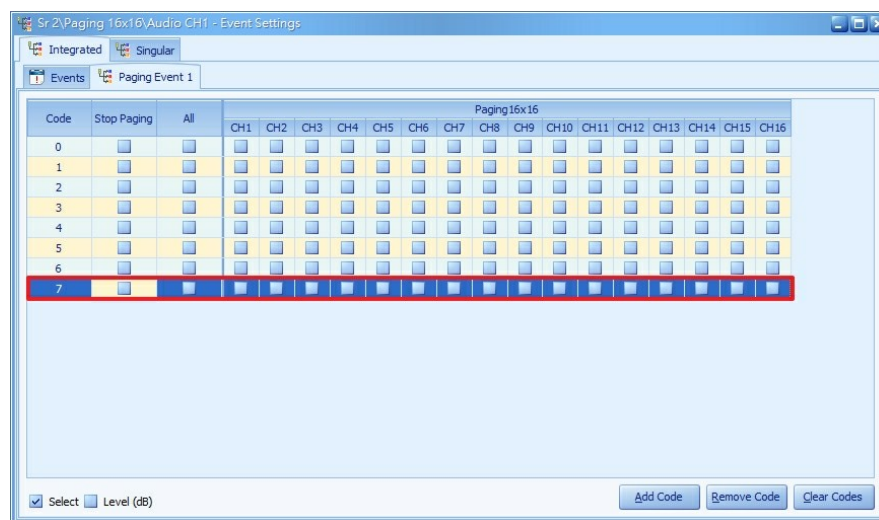 Sr 2\Paging 16x16\Audio CH1 - Event Settings
Integrated Singular
Events Paging Event 1
Code Stop Paging All Paging16x16
CH1 CH2 CH3 CH4 CH5 CH6 CH7 CH8 CH9 CH10 CH11 CH12 CH13 CH14 CH15 CH16
0
1
2
3
4
5
6
7
Select Level (dB) Add Code Remove Code Clear Codes